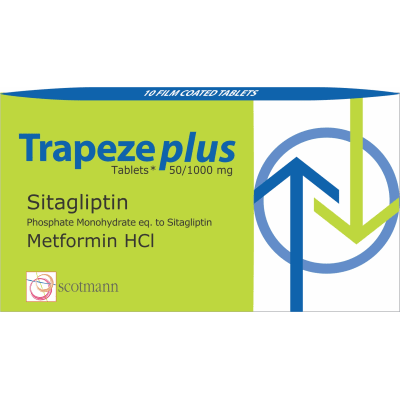 10 FILM COATED TABLETS
Trapeze plus
Tablets* 50/1000 mg
Sitagliptin
Phosphate Monohydrate eq. to Sitagliptin
Metformin HCl
scotmann